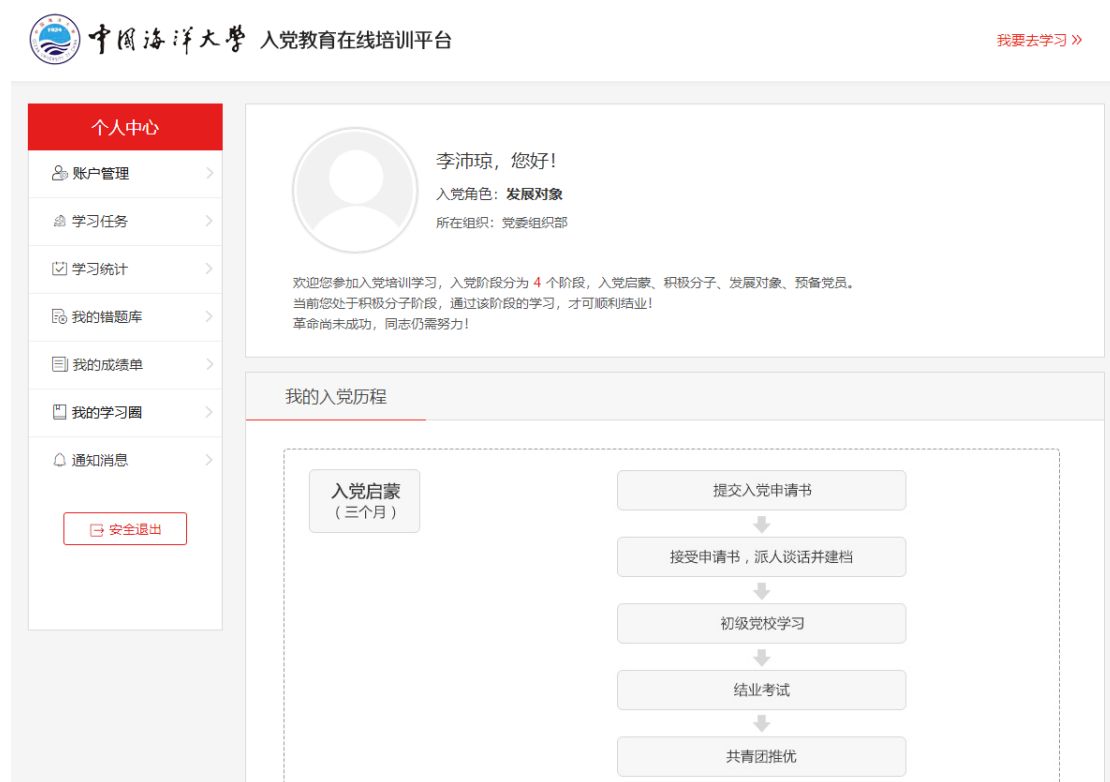 中国海洋大学 入党教育在线培训平台
我要去学习
个人中心
账户管理
学习任务
学习统计
我的错题库
我的成绩单
我的学习圈
通知消息
安全退出
李沛琼，您好！
入党角色：发展对象
所在组织：党委组织部
欢迎您参加入党培训学习，入党阶段分为 4 个阶段，入党启蒙、积极分子、发展对象、预备党员。
当前您处于积极分子阶段，通过该阶段的学习，才可顺利结业！
革命尚未成功，同志仍需努力！
我的入党历程
入党启蒙
（三个月）
提交入党申请书
接受申请书，派人谈话并建档
初级党校学习
结业考试
共青团推优